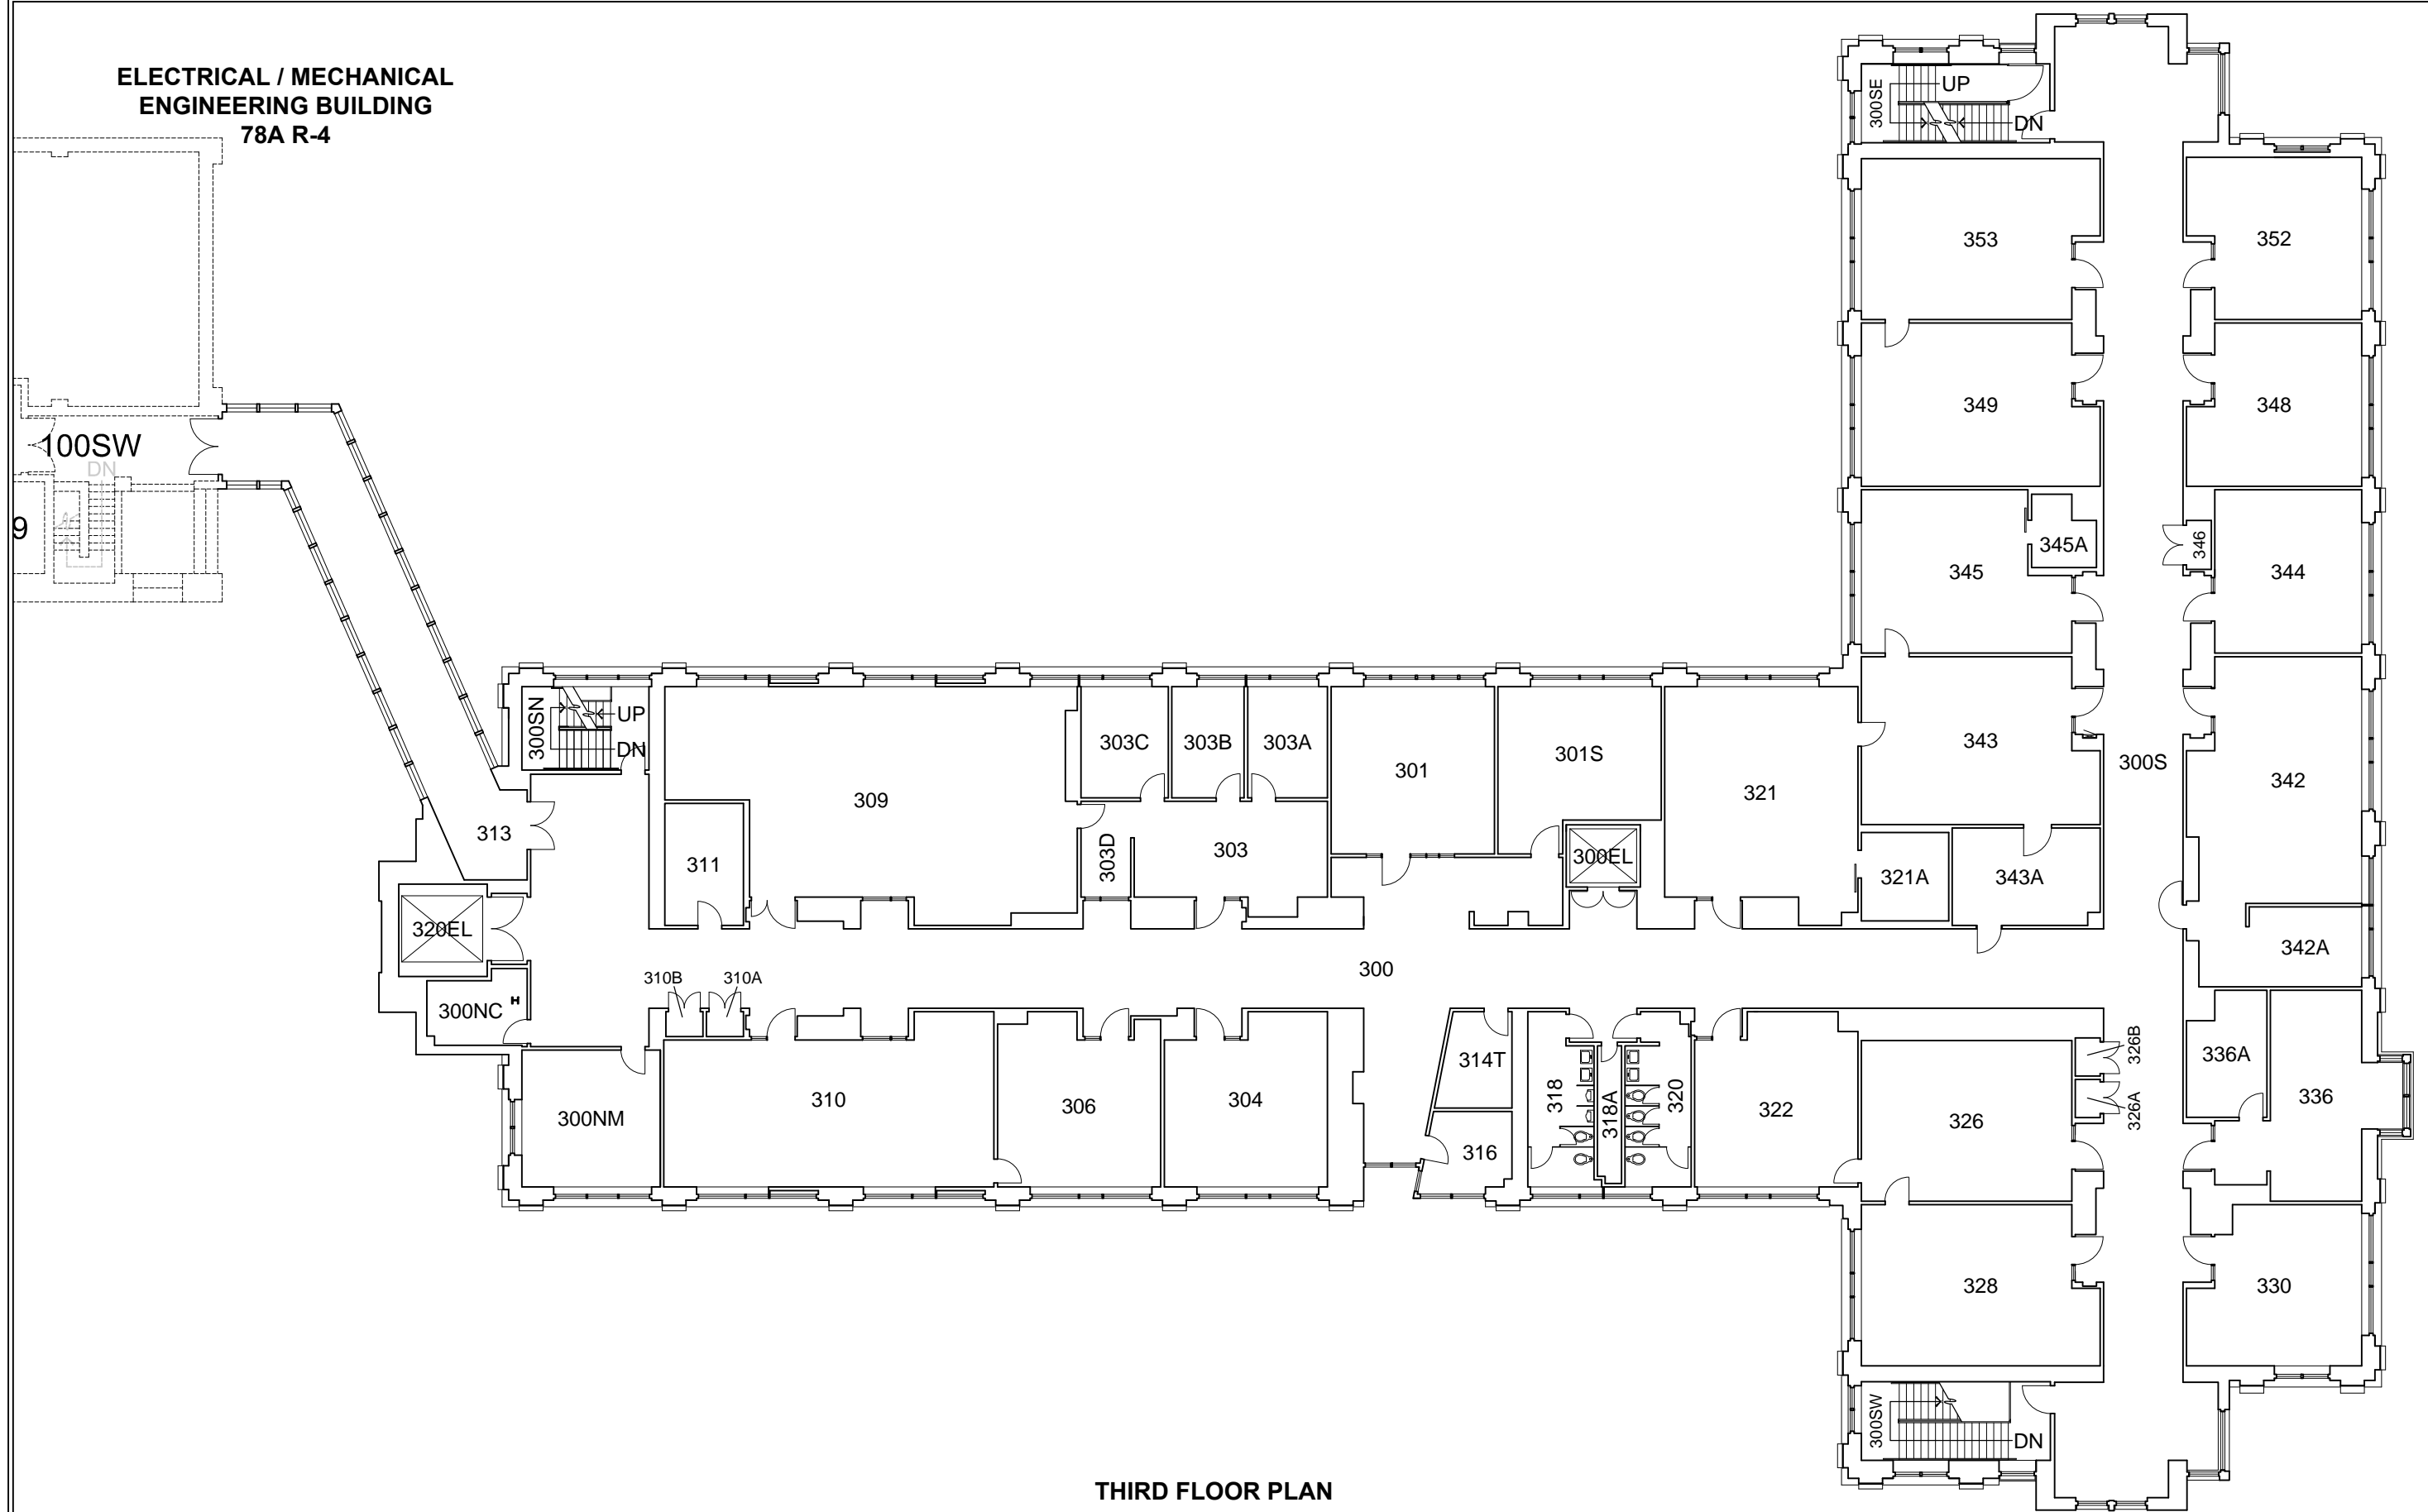 ELECTRICAL / MECHANICAL
ENGINEERING BUILDING
78A R-4
300SE
UP
DN
353
352
349
348
100SW
DN
9
345
345A
346
344
300SN
UP
DN
303C
303B
303A
301
301S
321
343
300S
342
309
313
311
303D
303
300EL
321A
343A
320EL
342A
300
310B
310A
300NC
314T
318
318A
320
326B
336A
336
300NM
310
306
304
316
322
326
326A
328
330
300SW
DN
THIRD FLOOR PLAN